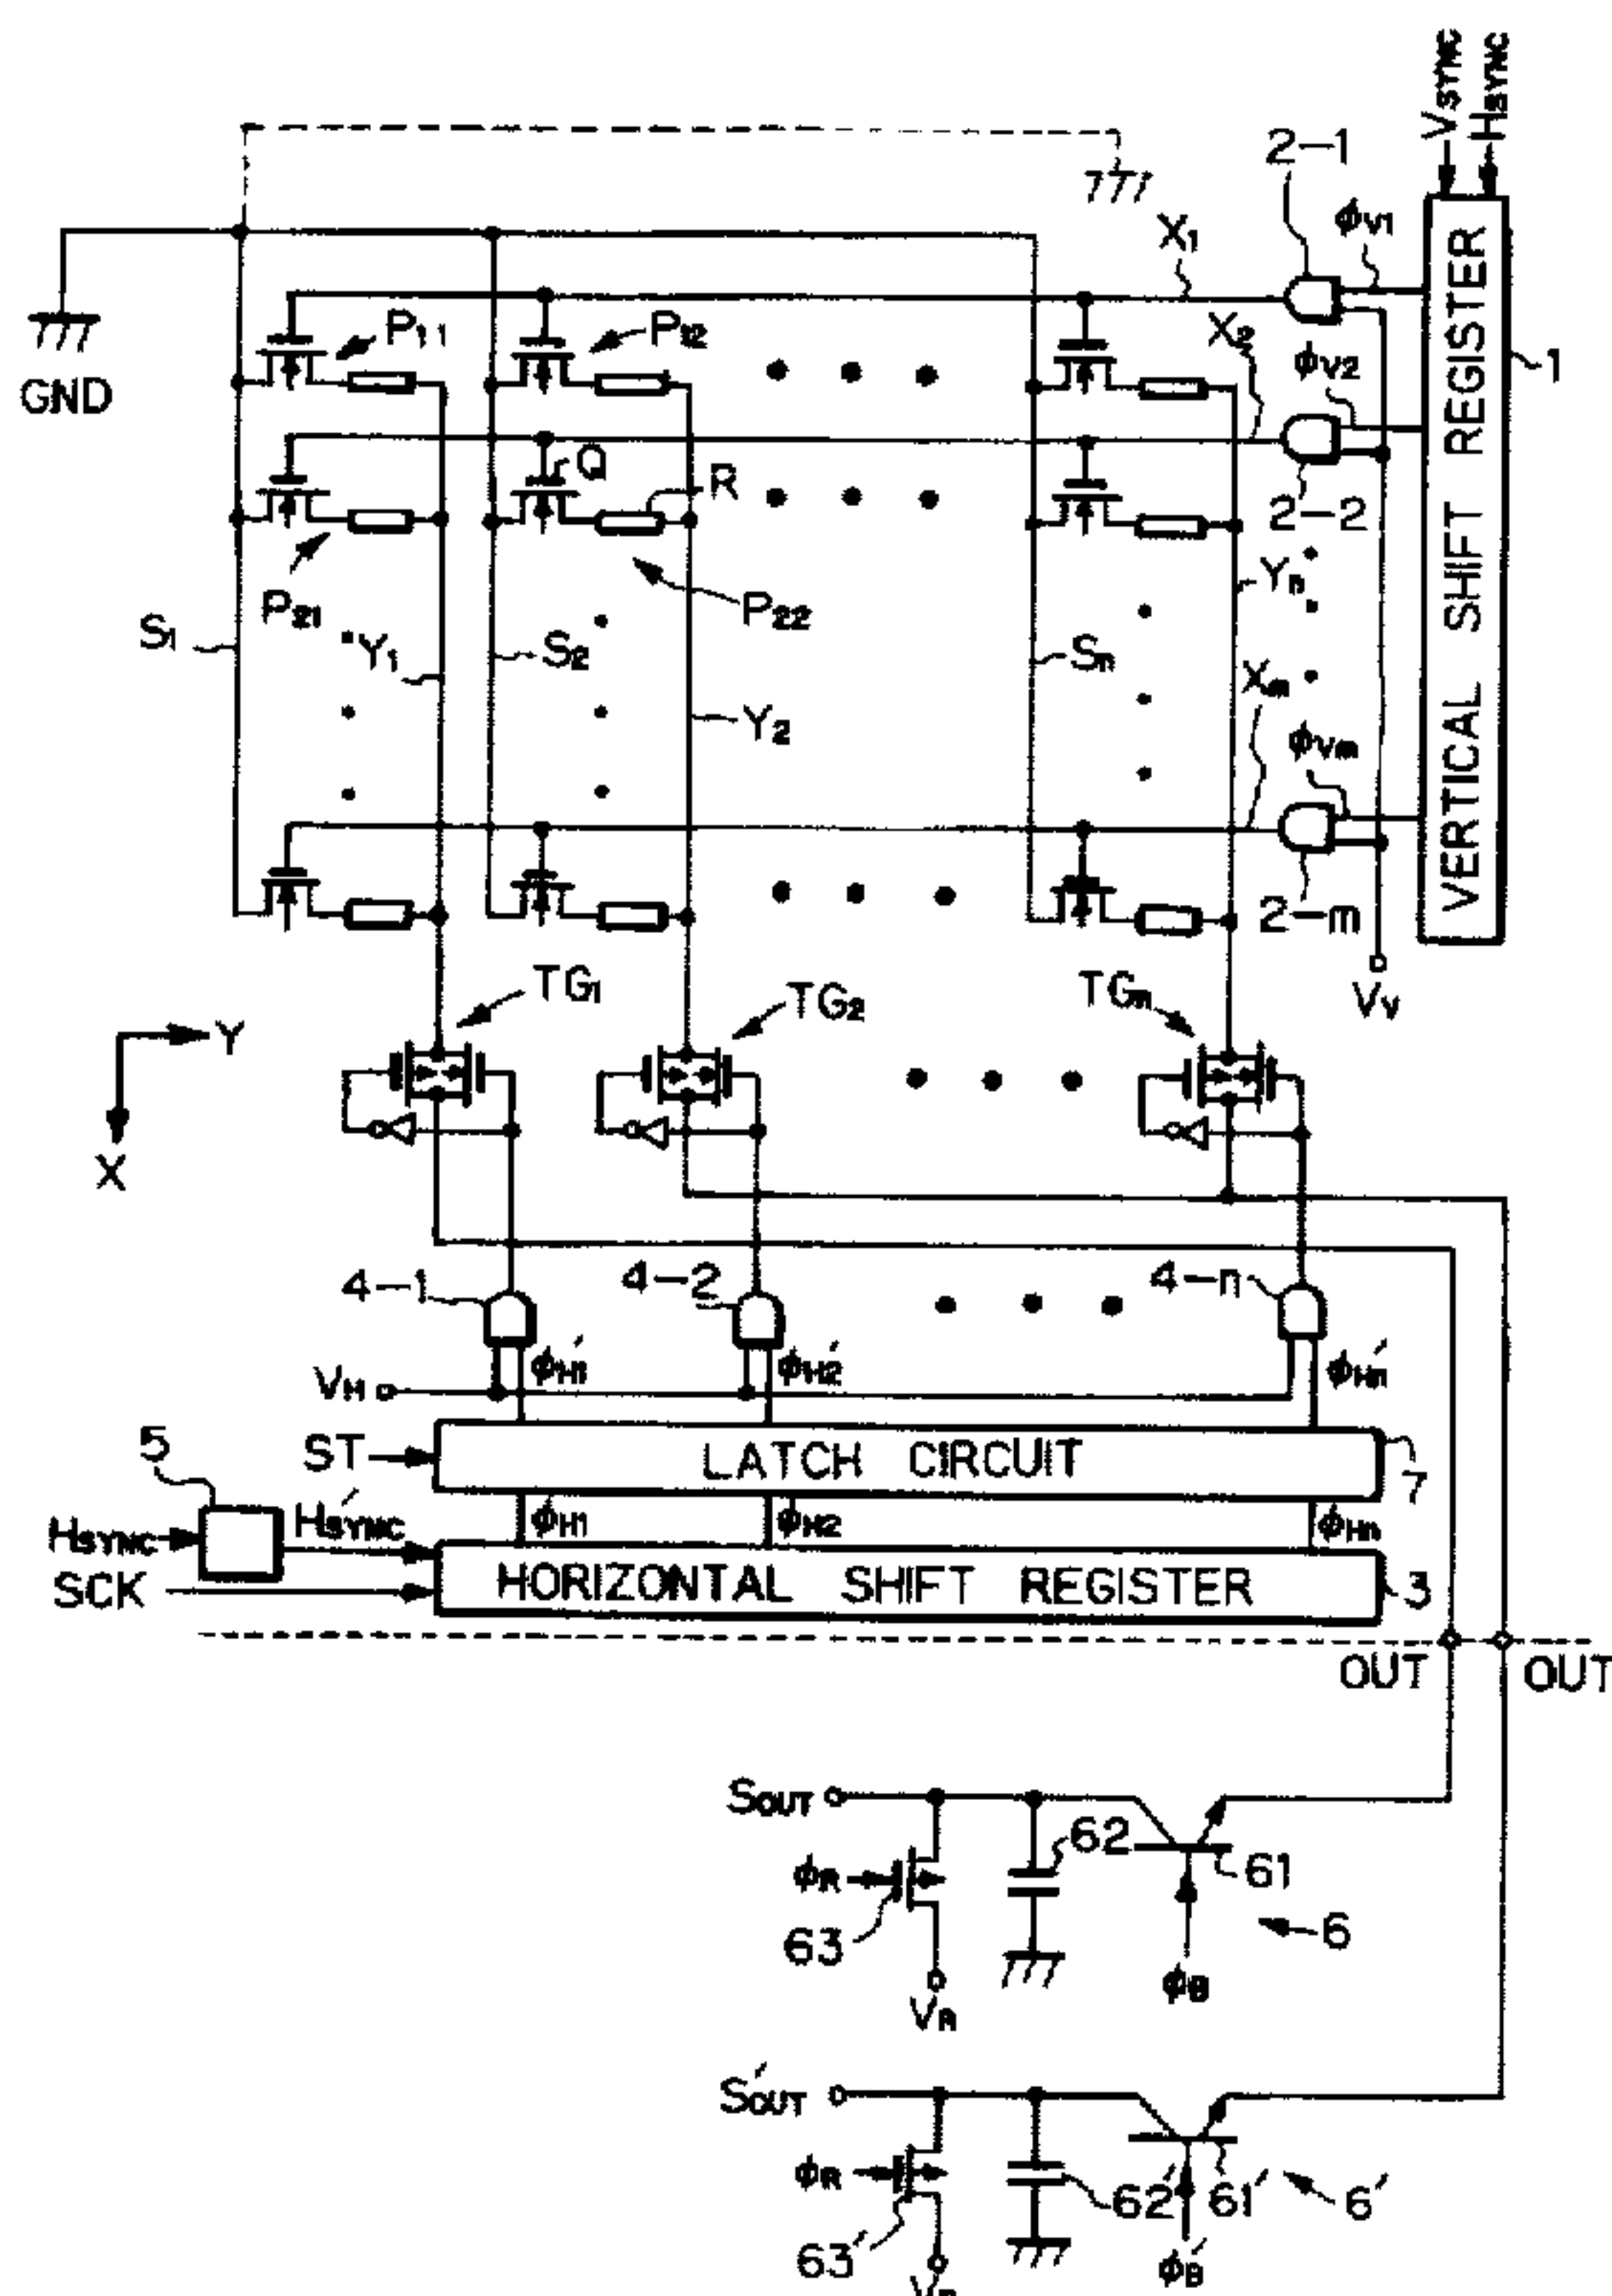 VSYNC
HSYNC
2-1
ϕV1
X1
GND
P11
P12
X2
ϕV2
1
Q
R
2-2
VERTICAL SHIFT REGISTER
P21
P22
S1
Y1
S2
Y2
Sn
Yn
Xm
ϕVm
2-m
VV
TG1
TG2
TGn
Y
X
4-1
4-2
4-n
ϕH1'
ϕH2'
ϕHn'
VH
ST
LATCH CIRCUIT
7
5
HSYNC
H'SYNC
ϕH1
ϕH2
ϕHn
SCK
HORIZONTAL SHIFT REGISTER
3
OUT
OUT
SOUT
62
61
ϕR
63
6
VR
ϕB
S'OUT
ϕR
62'
61'
6'
63'
ϕB'